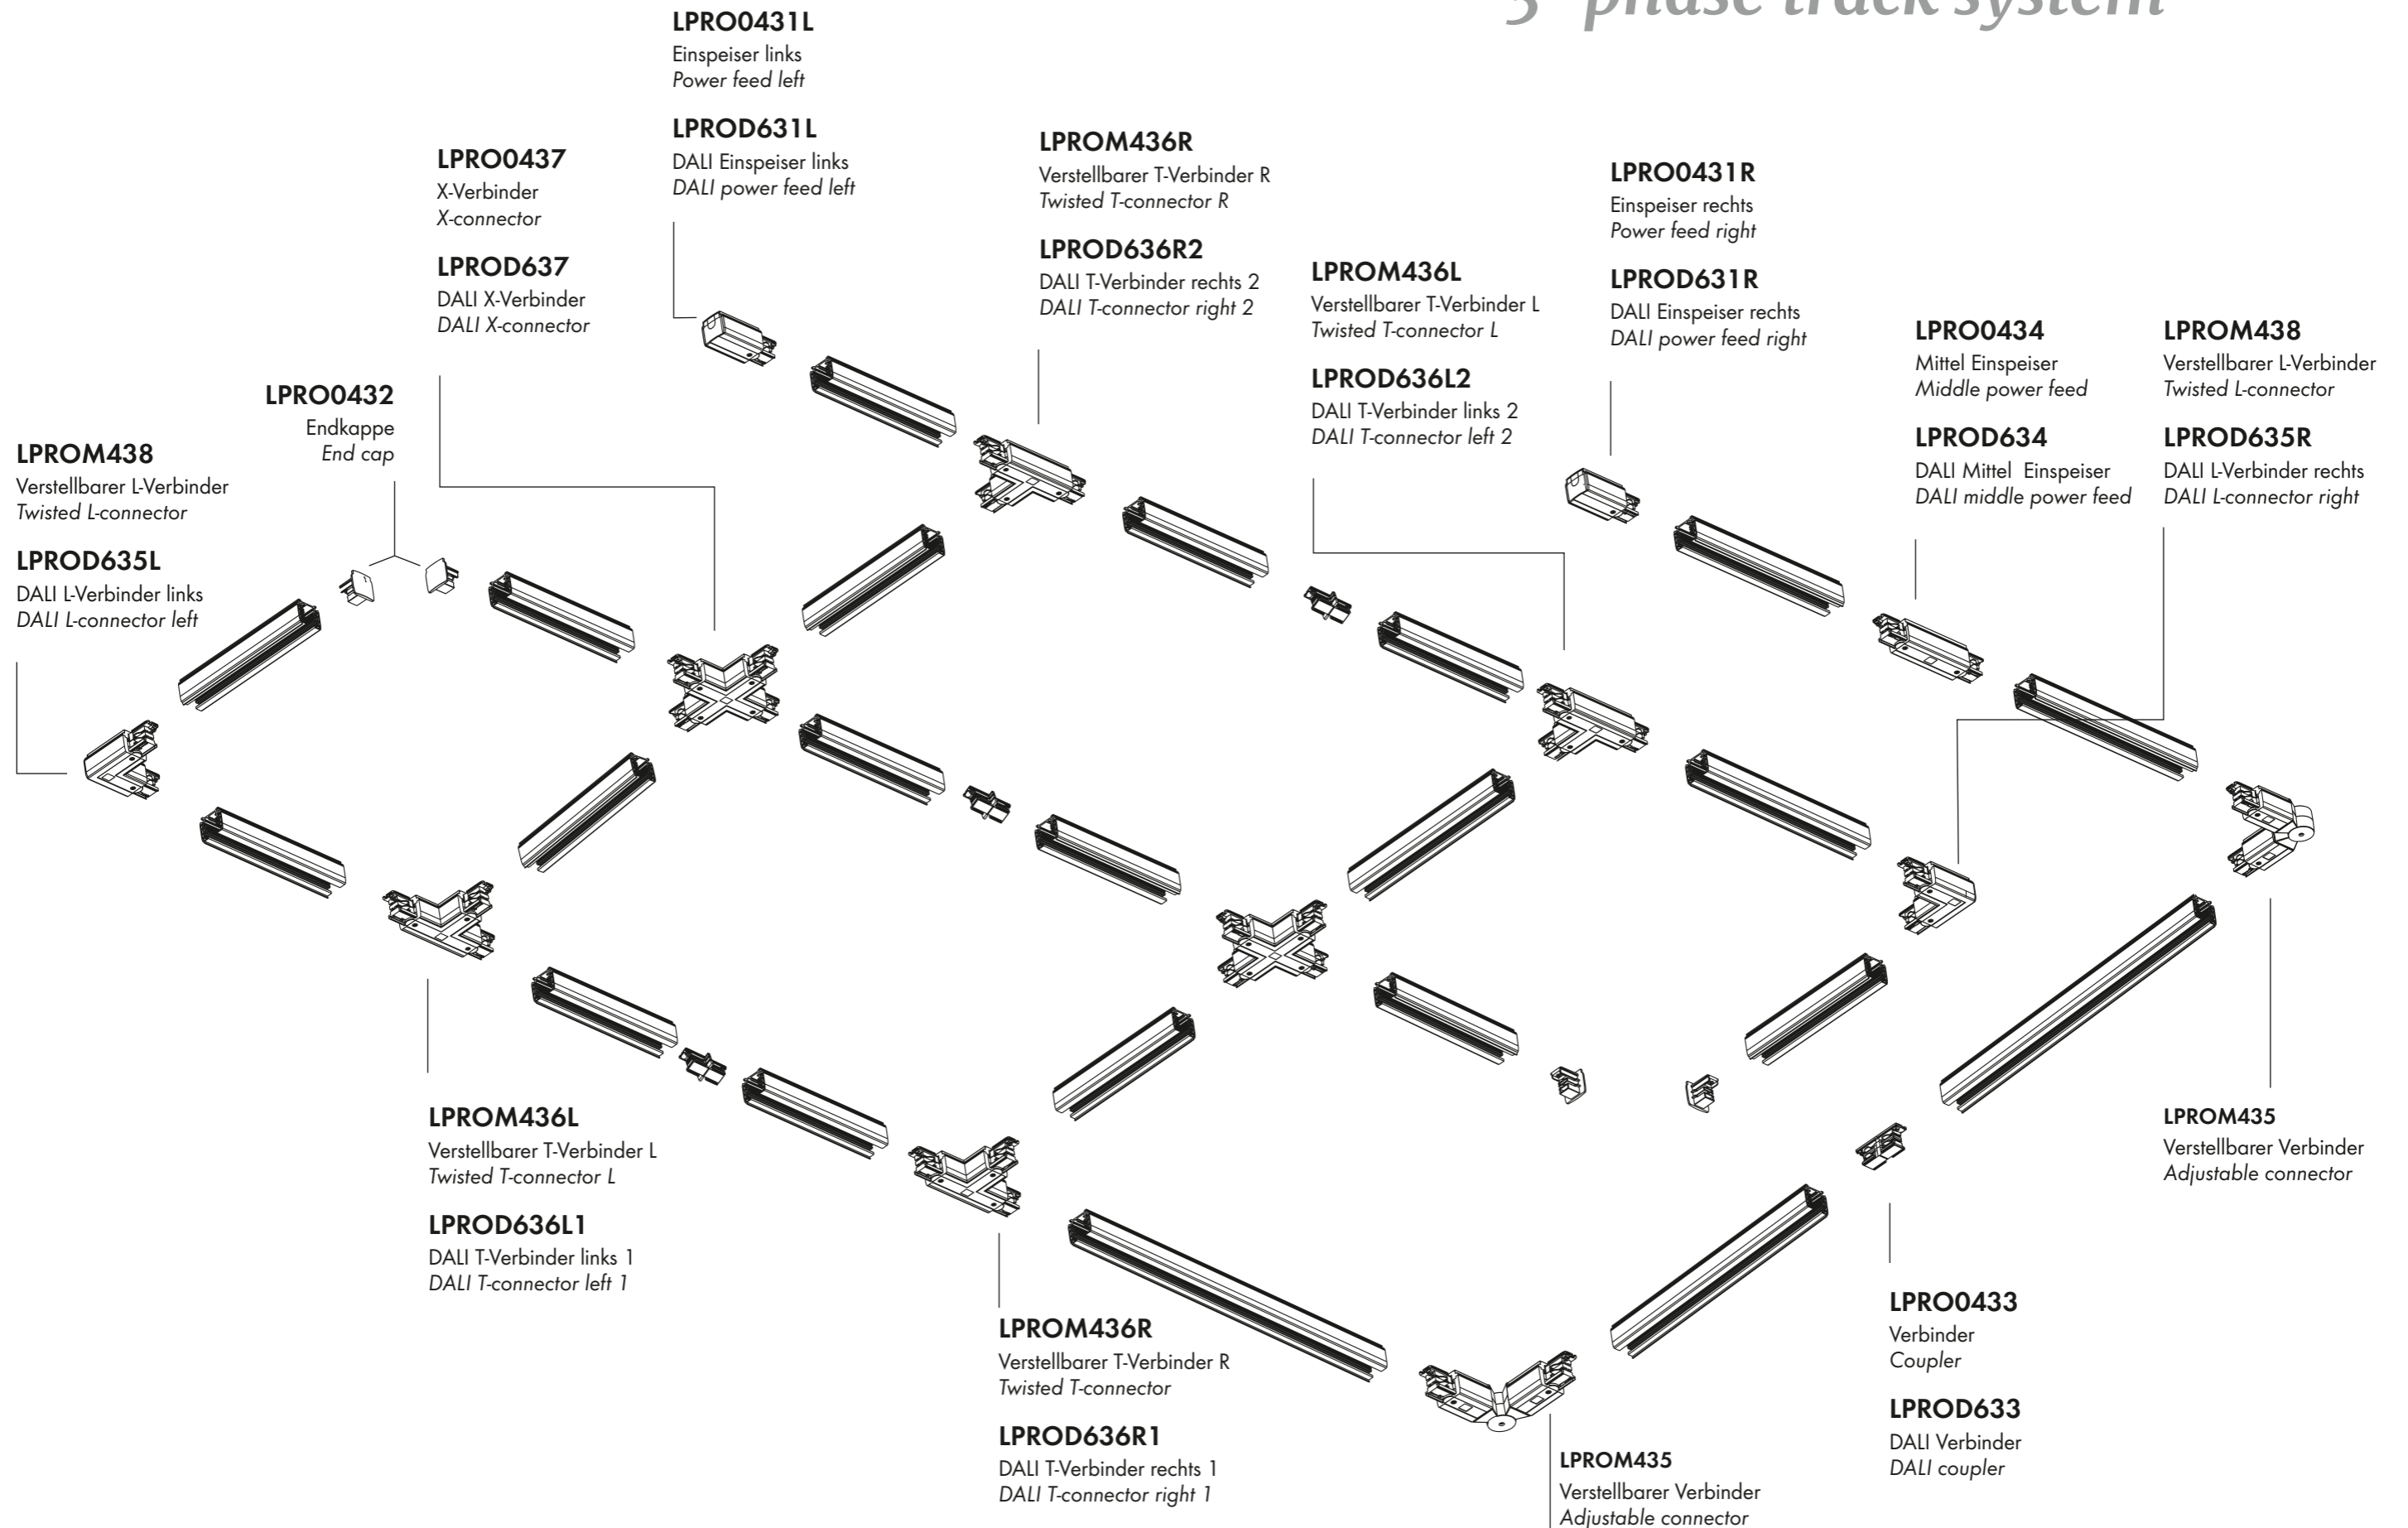 3- phase track system
LPRO0431L
Einspeiser links
Power feed left
LPROD631L
DALI Einspeiser links
DALI power feed left
LPRO0437
X-Verbinder
X-connector
LPROD637
DALI X-Verbinder
DALI X-connector
LPROM436R
Verstellbarer T-Verbinder R
Twisted T-connector R
LPROD636R2
DALI T-Verbinder rechts 2
DALI T-connector right 2
LPROM436L
Verstellbarer T-Verbinder L
Twisted T-connector L
LPROD636L2
DALI T-Verbinder links 2
DALI T-connector left 2
LPRO0431R
Einspeiser rechts
Power feed right
LPROD631R
DALI Einspeiser rechts
DALI power feed right
LPRO0434
Mittel Einspeiser
Middle power feed
LPROD634
DALI Mittel Einspeiser
DALI middle power feed
LPROM438
Verstellbarer L-Verbinder
Twisted L-connector
LPROD635R
DALI L-Verbinder rechts
DALI L-connector right
LPRO0432
Endkappe
End cap
LPROM438
Verstellbarer L-Verbinder
Twisted L-connector
LPROD635L
DALI L-Verbinder links
DALI L-connector left
LPROM436L
Verstellbarer T-Verbinder L
Twisted T-connector L
LPROD636L1
DALI T-Verbinder links 1
DALI T-connector left 1
LPROM436R
Verstellbarer T-Verbinder R
Twisted T-connector
LPROD636R1
DALI T-Verbinder rechts 1
DALI T-connector right 1
LPROM435
Verstellbarer Verbinder
Adjustable connector
LPRO0433
Verbinder
Coupler
LPROD633
DALI Verbinder
DALI coupler
LPROM435
Verstellbarer Verbinder
Adjustable connector